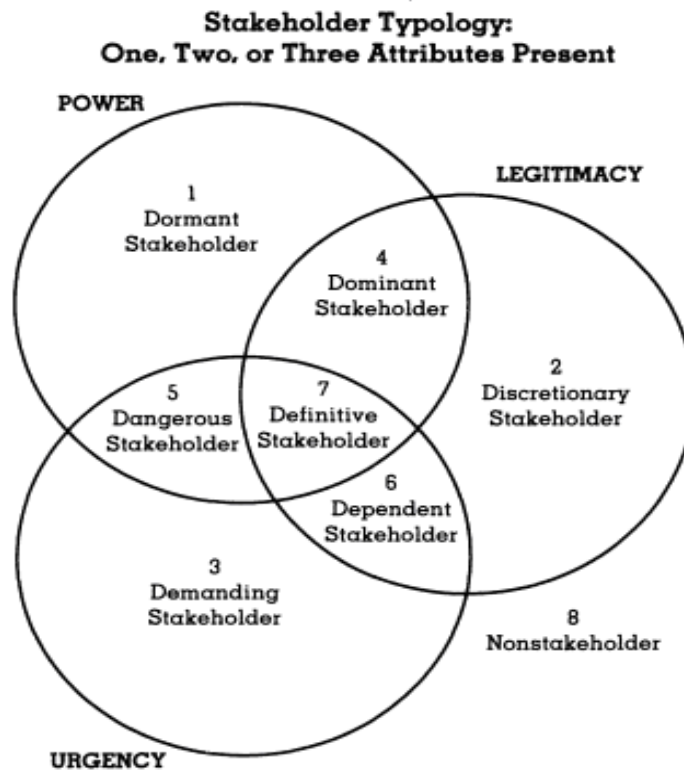 Stakeholder Typology:
One, Two, or Three Attributes Present
POWER
LEGITIMACY
1
Dormant
Stakeholder
4
Dominant
Stakeholder
2
Discretionary
Stakeholder
5
Dangerous
Stakeholder
7
Definitive
Stakeholder
6
Dependent
Stakeholder
3
Demanding
Stakeholder
8
Nonstakeholder
URGENCY